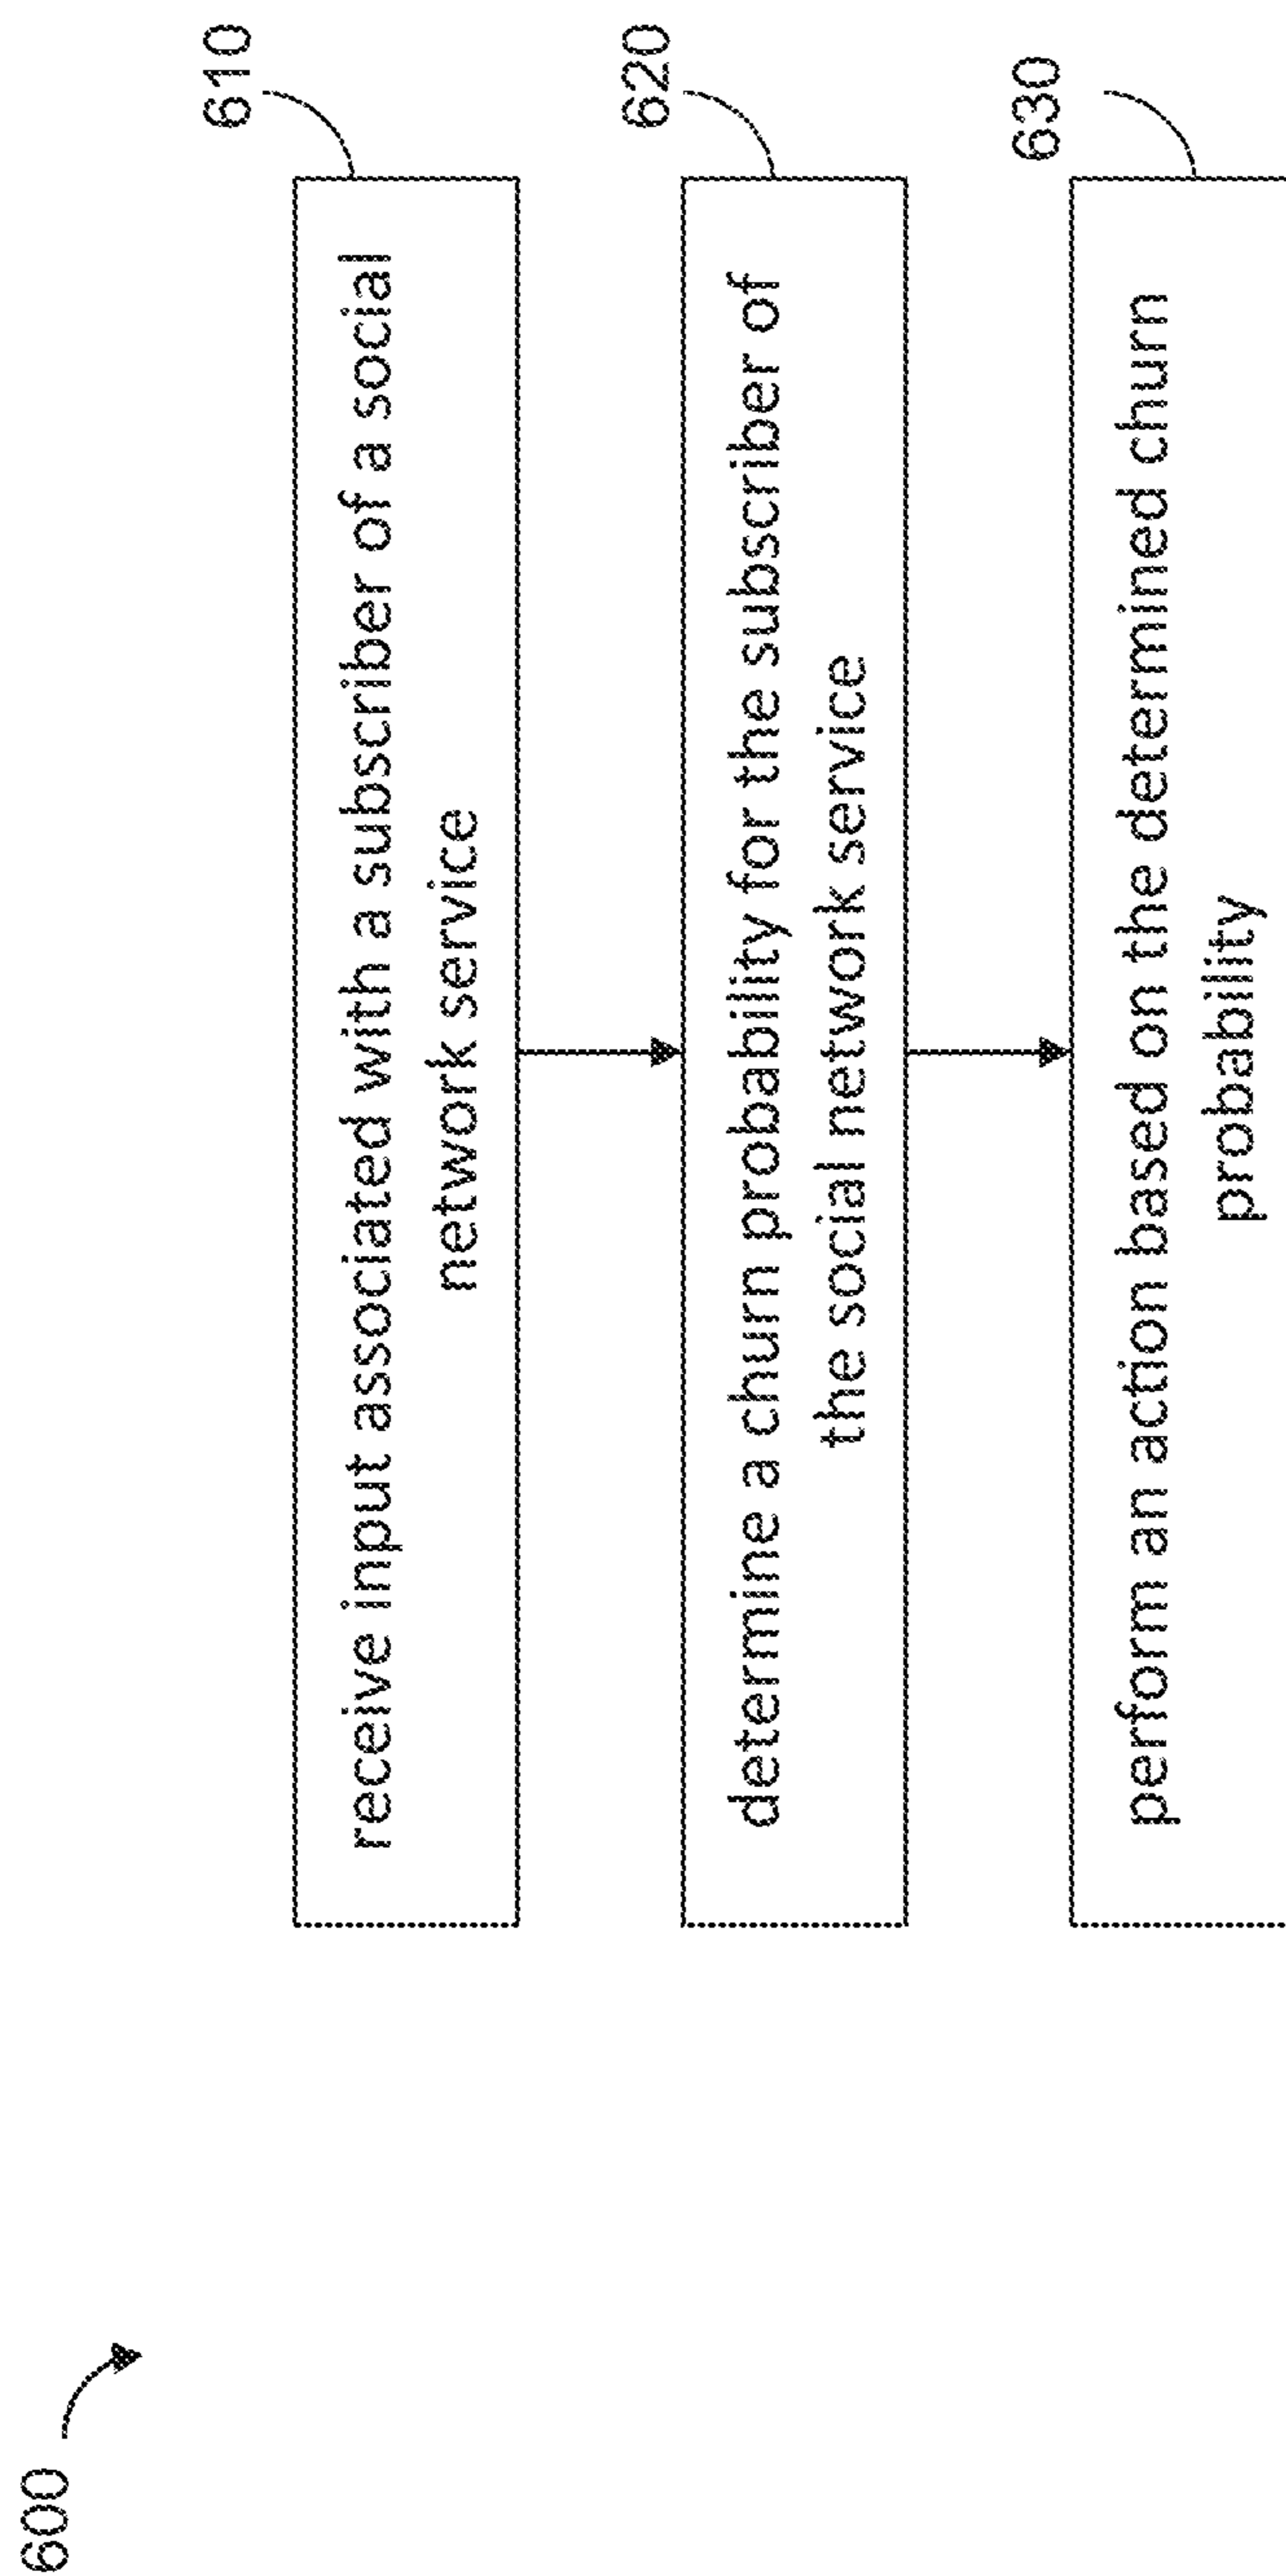 600
610
receive input associated with a subscriber of a social
network service
620
determine a churn probability for the subscriber of
the social network service
630
perform an action based on the determined churn
probability